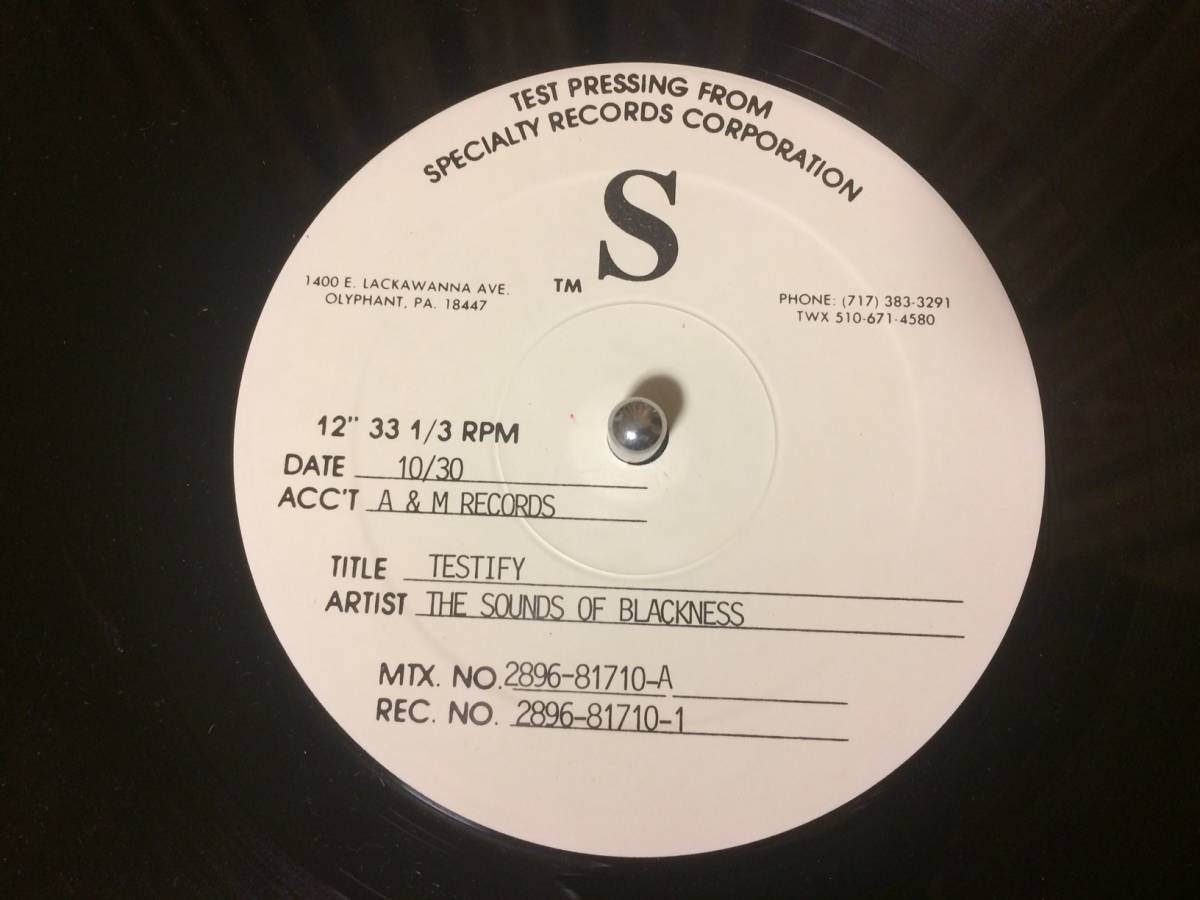 TEST PRESSING FROM
SPECIALTY RECORDS CORPORATION
S
TM
1400 E. LACKAWANNA AVE.
OLYPHANT, PA. 18447
PHONE: (717) 383-3291
TWX 510-671-4580
12" 33 1/3 RPM
DATE 10/30
ACC'T A & M RECORDS
TITLE TESTIFY
ARTIST THE SOUNDS OF BLACKNESS
MTX. NO. 2896-81710-A
REC. NO. 2896-81710-1